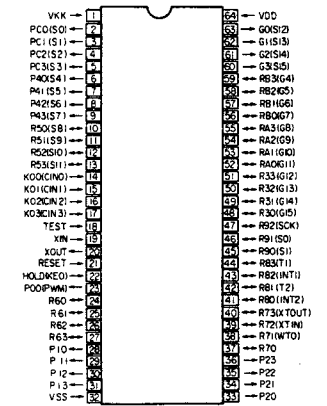 VKK 1 64 VDD
PC0(S0) 2 63 G0(S12)
PC1(S1) 3 62 G1(S13)
PC2(S2) 4 61 G2(S14)
PC3(S3) 5 60 G3(S15)
P40(S4) 6 59 RB3(G4)
P41(S5) 7 58 RB2(G5)
P42(S6) 8 57 RB1(G6)
P43(S7) 9 56 RB0(G7)
R50(S8) 10 55 RA3(G8)
R51(S9) 11 54 RA2(G9)
R52(S10) 12 53 RA1(G10)
R53(S11) 13 52 RA0(G11)
K00(CIN0) 14 51 R33(G12)
K01(CIN1) 15 50 R32(G13)
K02(CIN2) 16 49 R31(G14)
K03(CIN3) 17 48 R30(G15)
TEST 18 47 R92(SCK)
XIN 19 46 R91(SO)
XOUT 20 45 R90(SI)
RESET 21 44 R83(T1)
HOLD(KE0) 22 43 R82(INT1)
P00(PWM) 23 42 R81(T2)
R60 24 41 R80(INT2)
R61 25 40 R73(XTOUT)
R62 26 39 R72(XTIN)
R63 27 38 R71(WTO)
P10 28 37 R70
P11 29 36 P23
P12 30 35 P22
P13 31 34 P21
VSS 32 33 P20